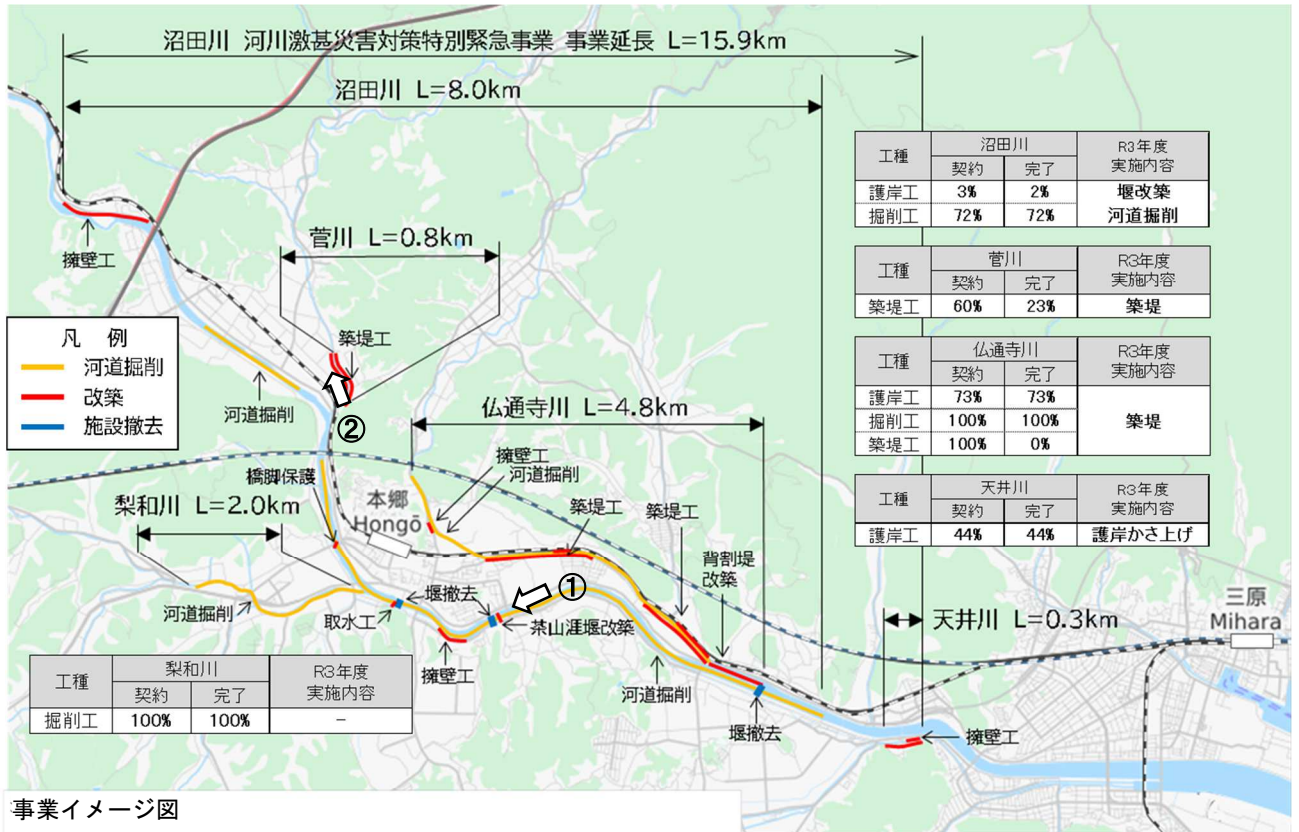 沼田川 河川激甚災害対策特別緊急事業 事業延長 L=15.9km
沼田川 L=8.0km
工種 沼田川 R3年度 実施内容
契約 完了
護岸工 3% 2% 堰改築
掘削工 72% 72% 河道掘削
菅川 L=0.8km
擁壁工
工種 菅川 R3年度 実施内容
契約 完了
築堤工 60% 23% 築堤
凡 例
河道掘削
改築
施設撤去
築堤工
河道掘削
②
工種 仏通寺川 R3年度 実施内容
契約 完了
護岸工 73% 73%
掘削工 100% 100% 築堤
築堤工 100% 0%
仏通寺川 L=4.8km
擁壁工
河道掘削
橋脚保護
梨和川 L=2.0km
本郷
Hongō
築堤工
築堤工
工種 天井川 R3年度 実施内容
契約 完了
護岸工 44% 44% 護岸かさ上げ
背割堤
改築
①
河道掘削
堰撤去
取水工
茶山涯堰改築
三原
Mihara
天井川 L=0.3km
擁壁工
河道掘削
堰撤去
擁壁工
工種 梨和川 R3年度 実施内容
契約 完了
掘削工 100% 100% −
事業イメージ図